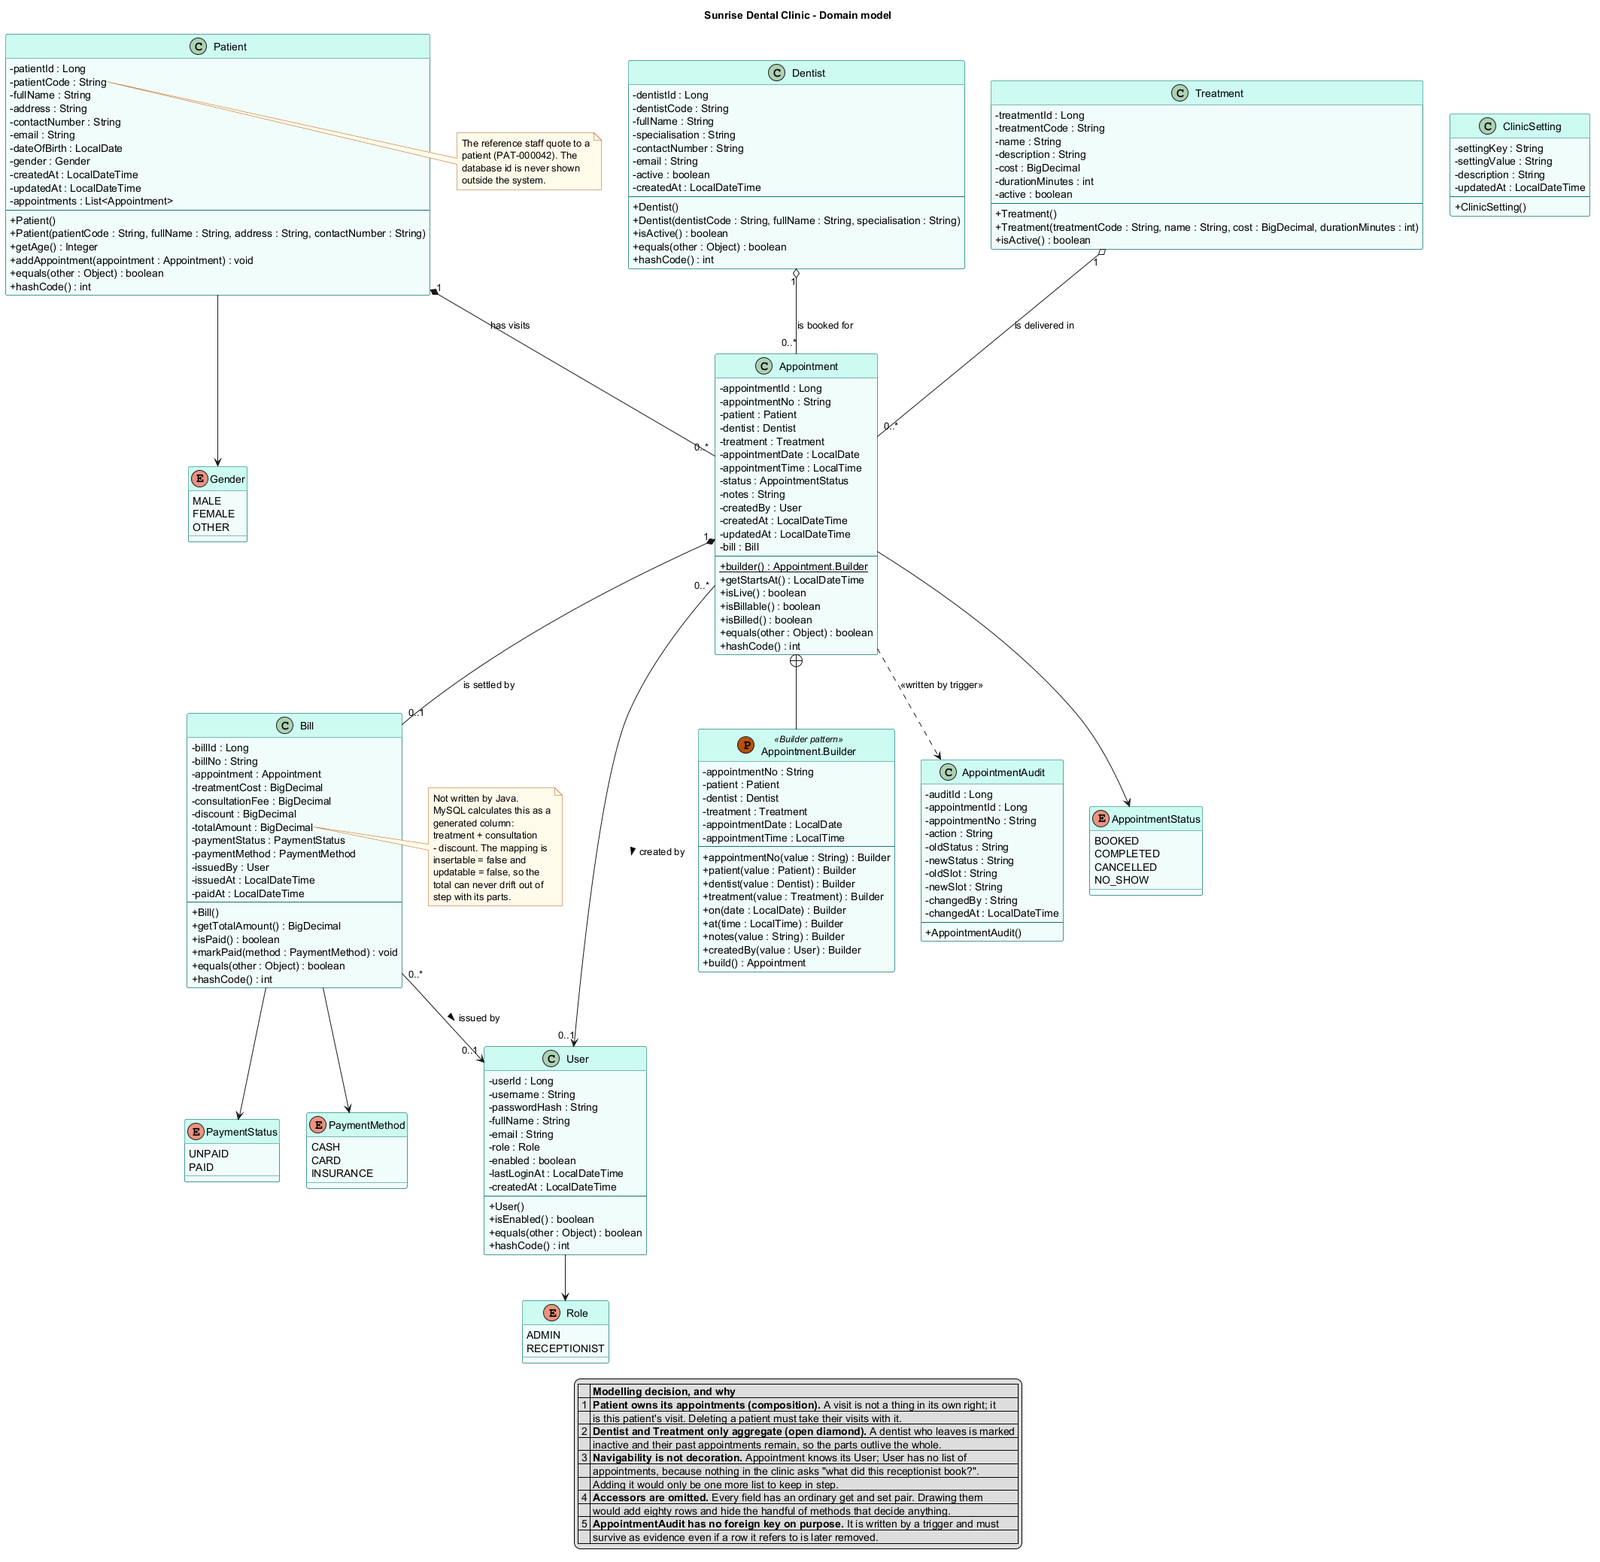 Sunrise Dental Clinic - Domain model
C Patient
-patientId : Long
-patientCode : String
-fullName : String
-address : String
-contactNumber : String
-email : String
-dateOfBirth : LocalDate
-gender : Gender
-createdAt : LocalDateTime
-updatedAt : LocalDateTime
-appointments : List<Appointment>
+Patient()
+Patient(patientCode : String, fullName : String, address : String, contactNumber : String)
+getAge() : Integer
+addAppointment(appointment : Appointment) : void
+equals(other : Object) : boolean
+hashCode() : int
The reference staff quote to a
patient (PAT-000042). The
database id is never shown
outside the system.
C Dentist
-dentistId : Long
-dentistCode : String
-fullName : String
-specialisation : String
-contactNumber : String
-email : String
-active : boolean
-createdAt : LocalDateTime
+Dentist()
+Dentist(dentistCode : String, fullName : String, specialisation : String)
+isActive() : boolean
+equals(other : Object) : boolean
+hashCode() : int
C Treatment
-treatmentId : Long
-treatmentCode : String
-name : String
-description : String
-cost : BigDecimal
-durationMinutes : int
-active : boolean
+Treatment()
+Treatment(treatmentCode : String, name : String, cost : BigDecimal, durationMinutes : int)
+isActive() : boolean
C ClinicSetting
-settingKey : String
-settingValue : String
-description : String
-updatedAt : LocalDateTime
+ClinicSetting()
1
has visits
0..*
1
is booked for
0..*
1
is delivered in
0..*
E Gender
MALE
FEMALE
OTHER
C Appointment
-appointmentId : Long
-appointmentNo : String
-patient : Patient
-dentist : Dentist
-treatment : Treatment
-appointmentDate : LocalDate
-appointmentTime : LocalTime
-status : AppointmentStatus
-notes : String
-createdBy : User
-createdAt : LocalDateTime
-updatedAt : LocalDateTime
-bill : Bill
+builder() : Appointment.Builder
+getStartsAt() : LocalDateTime
+isLive() : boolean
+isBillable() : boolean
+isBilled() : boolean
+equals(other : Object) : boolean
+hashCode() : int
1
is settled by
0..1
0..*
created by
0..1
«written by trigger»
C Bill
-billId : Long
-billNo : String
-appointment : Appointment
-treatmentCost : BigDecimal
-consultationFee : BigDecimal
-discount : BigDecimal
-totalAmount : BigDecimal
-paymentStatus : PaymentStatus
-paymentMethod : PaymentMethod
-issuedBy : User
-issuedAt : LocalDateTime
-paidAt : LocalDateTime
+Bill()
+getTotalAmount() : BigDecimal
+isPaid() : boolean
+markPaid(method : PaymentMethod) : void
+equals(other : Object) : boolean
+hashCode() : int
Not written by Java.
MySQL calculates this as a
generated column:
treatment + consultation
- discount. The mapping is
insertable = false and
updatable = false, so the
total can never drift out of
step with its parts.
P «Builder pattern»
Appointment.Builder
-appointmentNo : String
-patient : Patient
-dentist : Dentist
-treatment : Treatment
-appointmentDate : LocalDate
-appointmentTime : LocalTime
+appointmentNo(value : String) : Builder
+patient(value : Patient) : Builder
+dentist(value : Dentist) : Builder
+treatment(value : Treatment) : Builder
+on(date : LocalDate) : Builder
+at(time : LocalTime) : Builder
+notes(value : String) : Builder
+createdBy(value : User) : Builder
+build() : Appointment
C AppointmentAudit
-auditId : Long
-appointmentId : Long
-appointmentNo : String
-action : String
-oldStatus : String
-newStatus : String
-oldSlot : String
-newSlot : String
-changedBy : String
-changedAt : LocalDateTime
+AppointmentAudit()
E AppointmentStatus
BOOKED
COMPLETED
CANCELLED
NO_SHOW
0..*
issued by
0..1
E PaymentStatus
UNPAID
PAID
E PaymentMethod
CASH
CARD
INSURANCE
C User
-userId : Long
-username : String
-passwordHash : String
-fullName : String
-email : String
-role : Role
-enabled : boolean
-lastLoginAt : LocalDateTime
-createdAt : LocalDateTime
+User()
+isEnabled() : boolean
+equals(other : Object) : boolean
+hashCode() : int
E Role
ADMIN
RECEPTIONIST
Modelling decision, and why
1 Patient owns its appointments (composition). A visit is not a thing in its own right; it
is this patient's visit. Deleting a patient must take their visits with it.
2 Dentist and Treatment only aggregate (open diamond). A dentist who leaves is marked
inactive and their past appointments remain, so the parts outlive the whole.
3 Navigability is not decoration. Appointment knows its User; User has no list of
appointments, because nothing in the clinic asks "what did this receptionist book?".
Adding it would only be one more list to keep in step.
4 Accessors are omitted. Every field has an ordinary get and set pair. Drawing them
would add eighty rows and hide the handful of methods that decide anything.
5 AppointmentAudit has no foreign key on purpose. It is written by a trigger and must
survive as evidence even if a row it refers to is later removed.